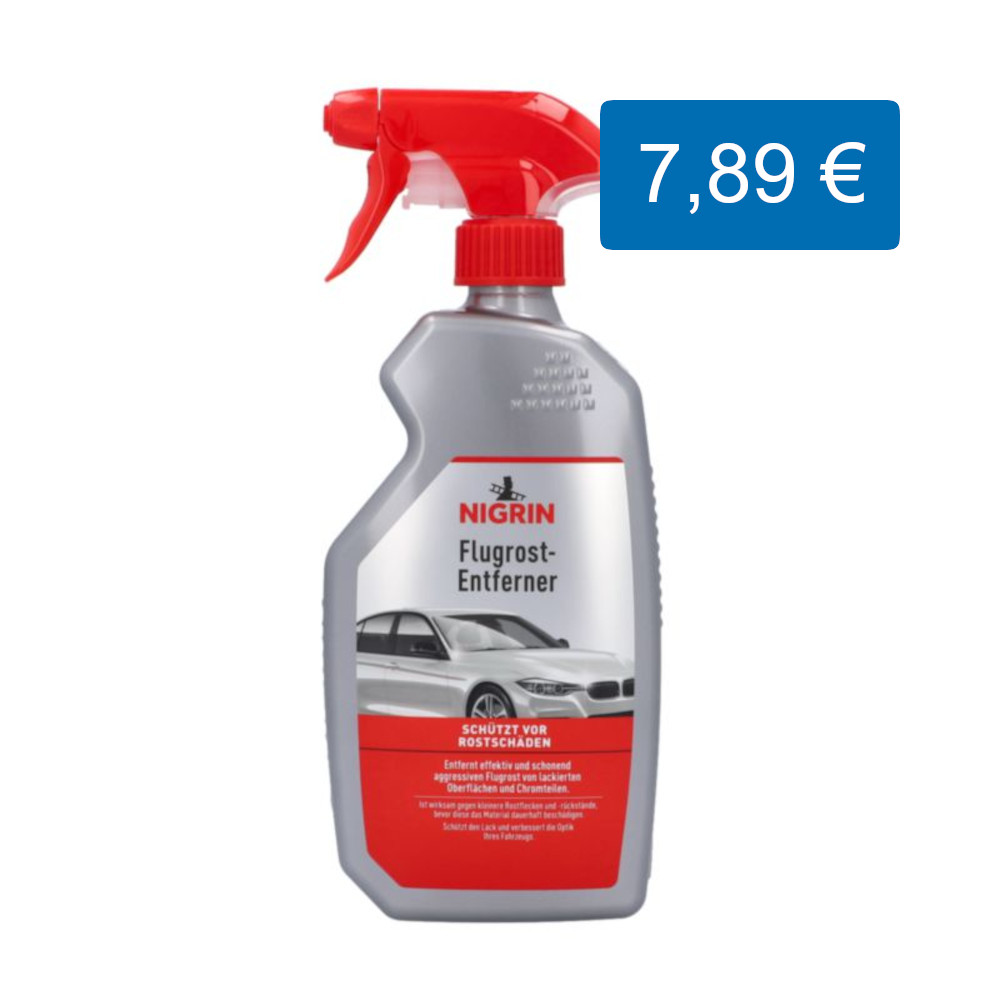 7,89 €
NIGRIN
Flugrost-
Entferner
SCHÜTZT VOR
ROSTSCHÄDEN
Entfernt effektiv und schonend
aggressiven Flugrost von lackierten
Oberflächen und Chromteilen.
Ist wirksam gegen kleinere Rostflecken und -rückstände,
bevor diese das Material dauerhaft beschädigen.
Schützt den Lack und verbessert die Optik
Ihres Fahrzeugs.